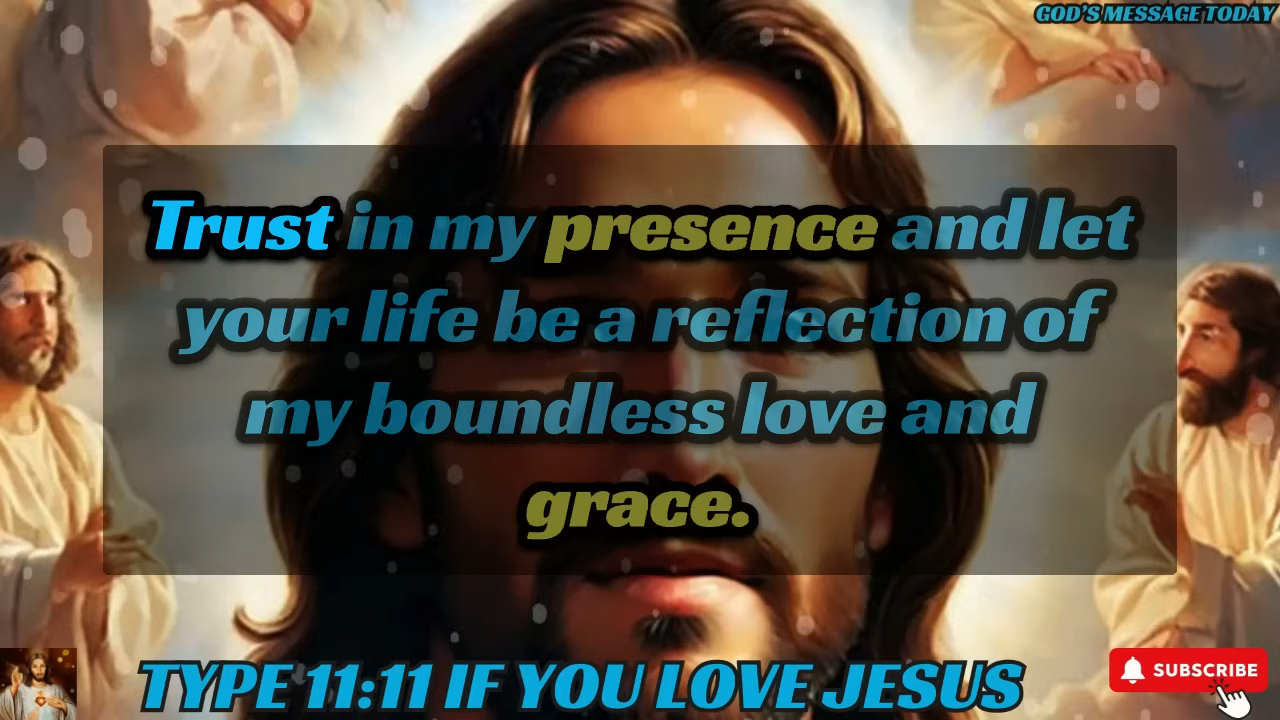 GOD'S MESSAGE TODAY
Trust in my presence and let
your life be a reflection of
my boundless love and
grace.
TYPE 11:11 IF YOU LOVE JESUS
SUBSCRIBE